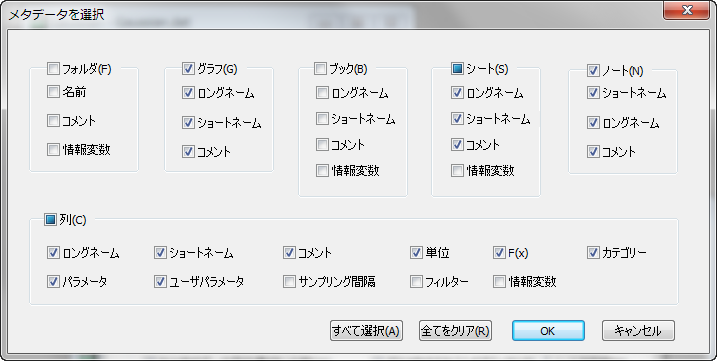 メタデータを選択
フォルダ(F)
名前
コメント
情報変数
グラフ(G)
ロングネーム
ショートネーム
コメント
ブック(B)
ロングネーム
ショートネーム
コメント
情報変数
シート(S)
ロングネーム
ショートネーム
コメント
情報変数
ノート(N)
ショートネーム
ロングネーム
コメント
列(C)
ロングネーム ショートネーム コメント 単位 F(x) カテゴリー
パラメータ ユーザパラメータ サンプリング間隔 フィルター 情報変数
すべて選択(A) 全てをクリア(R) OK キャンセル